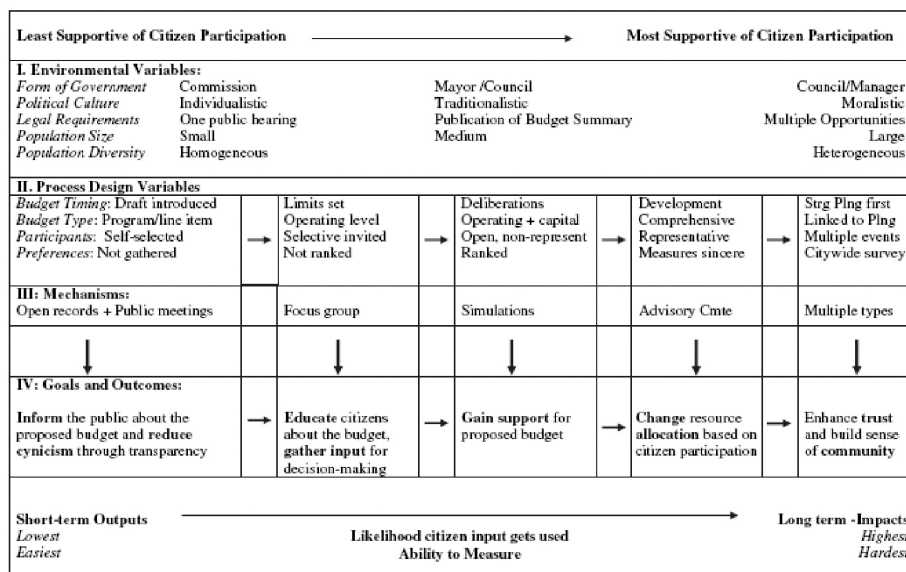 Least Supportive of Citizen Participation Most Supportive of Citizen Participation
I. Environmental Variables:
Form of Government Commission Mayor /Council Council/Manager
Political Culture Individualistic Traditionalistic Moralistic
Legal Requirements One public hearing Publication of Budget Summary Multiple Opportunities
Population Size Small Medium Large
Population Diversity Homogeneous Heterogeneous
II. Process Design Variables
Budget Timing: Draft introduced Limits set Deliberations Development Strg Plng first
Budget Type: Program/line item Operating level Operating + capital Comprehensive Linked to Plng
Participants: Self-selected Selective invited Open, non-represent Representative Multiple events
Preferences: Not gathered Not ranked Ranked Measures sincere Citywide survey
III: Mechanisms:
Open records + Public meetings Focus group Simulations Advisory Cmte Multiple types
IV: Goals and Outcomes:
Inform the public about the Educate citizens Gain support for Change resource Enhance trust
proposed budget and reduce about the budget, proposed budget allocation based on and build sense
cynicism through transparency gather input for citizen participation of community
decision-making
Short-term Outputs Long term -Impacts
Lowest Likelihood citizen input gets used Highest
Easiest Ability to Measure Hardest